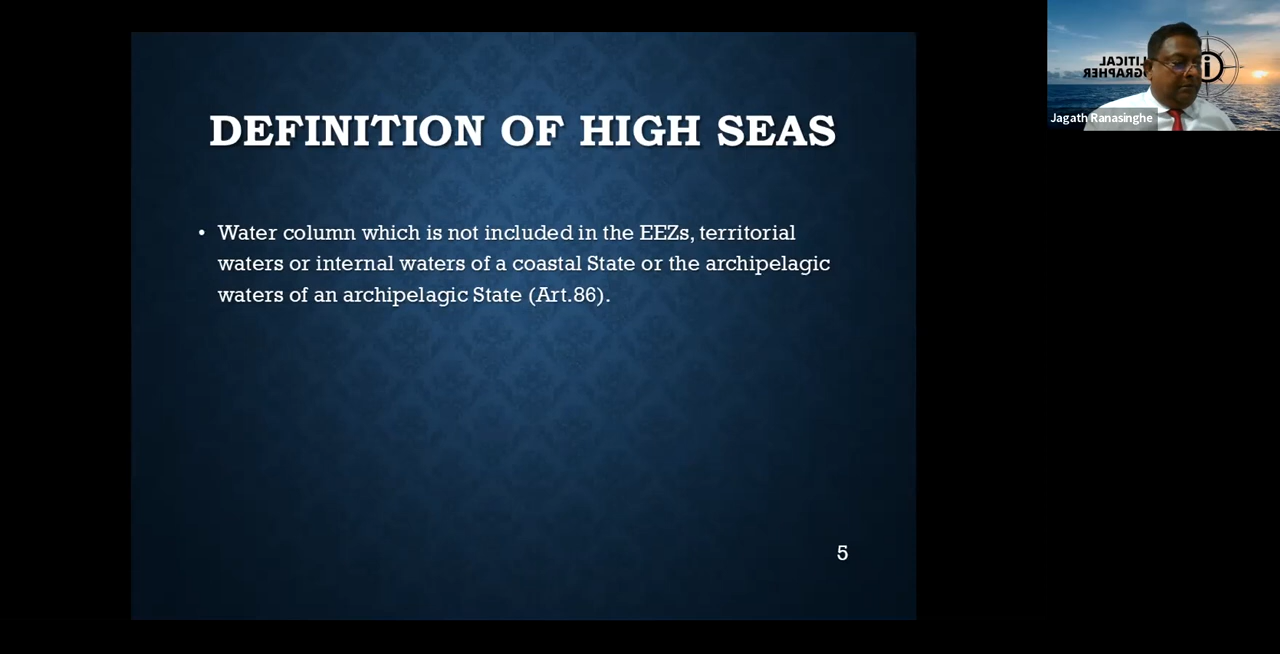 DEFINITION OF HIGH SEAS
• Water column which is not included in the EEZs, territorial
waters or internal waters of a coastal State or the archipelagic
waters of an archipelagic State (Art.86).
5
Jagath Ranasinghe